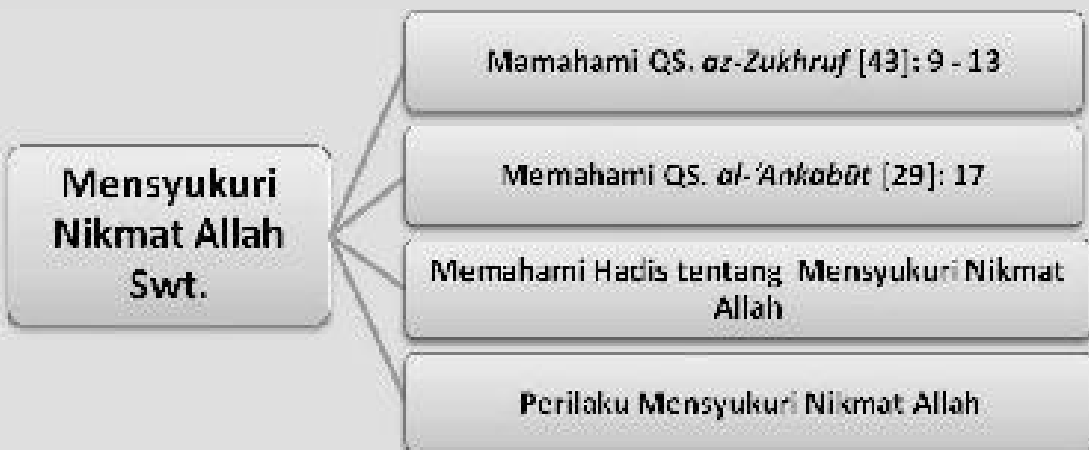 Mensyukuri
Nikmat Allah
Swt.
Memahami QS. az-Zukhruf [43]: 9 - 13
Memahami QS. al-'Ankabūt [29]: 17
Memahami Hadis tentang Mensyukuri Nikmat
Allah
Perilaku Mensyukuri Nikmat Allah